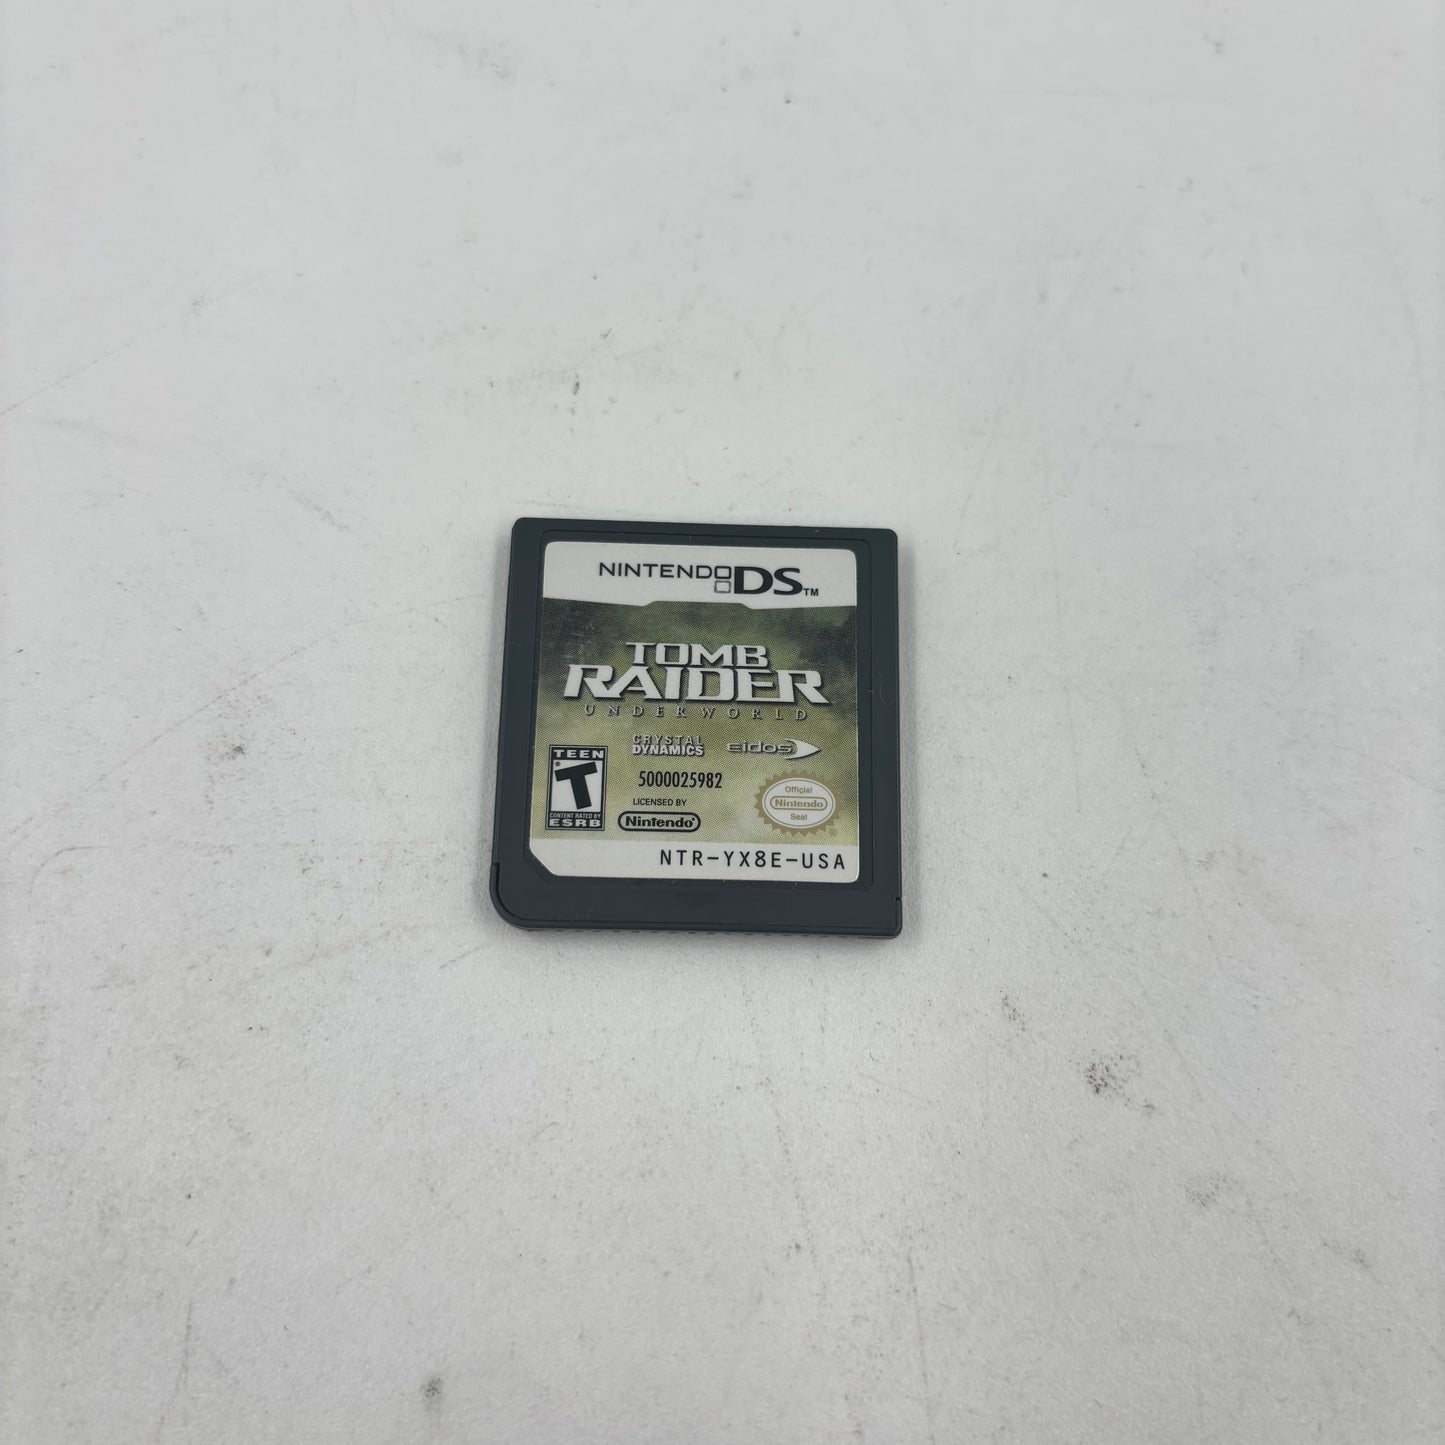 NINTENDO DS™
TOMB
RAIDER
UNDERWORLD
CRYSTAL
DYNAMICS
eidos
TEEN
T
CONTENT RATED BY
ESRB
5000025982
LICENSED BY
Nintendo®
Official
Nintendo
Seal
NTR-YX8E-USA